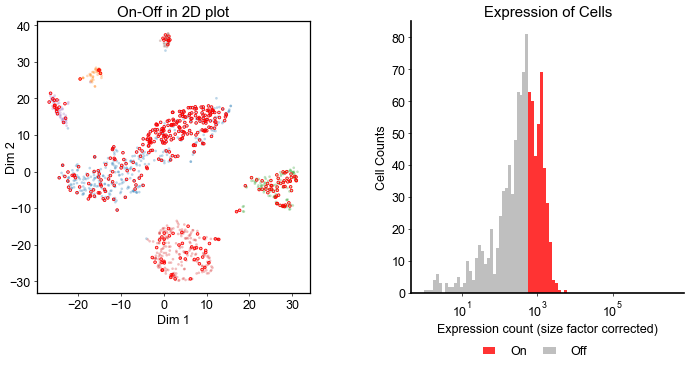 On-Off in 2D plot
Expression of Cells
40
30
20
10
0
−10
−20
−30
Dim 2
−20 −10 0 10 20 30
Dim 1
80
70
60
50
40
30
20
10
0
Cell Counts
10^1 10^3 10^5
Expression count (size factor corrected)
On Off